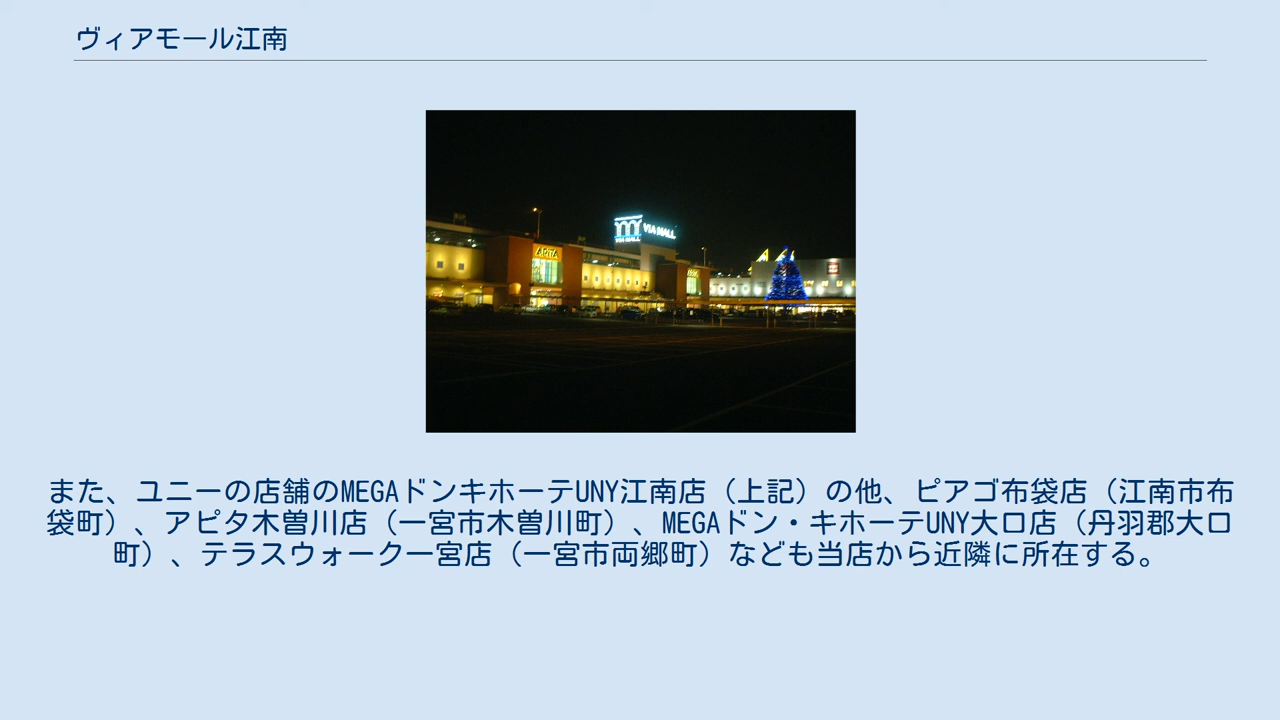 ヴィアモール江南
VIA MALL
VIA MALL
APiTA
また、ユニーの店舗のMEGAドンキホーテUNY江南店（上記）の他、ピアゴ布袋店（江南市布
袋町）、アピタ木曽川店（一宮市木曽川町）、MEGAドン・キホーテUNY大口店（丹羽郡大口
町）、テラスウォーク一宮店（一宮市両郷町）なども当店から近隣に所在する。